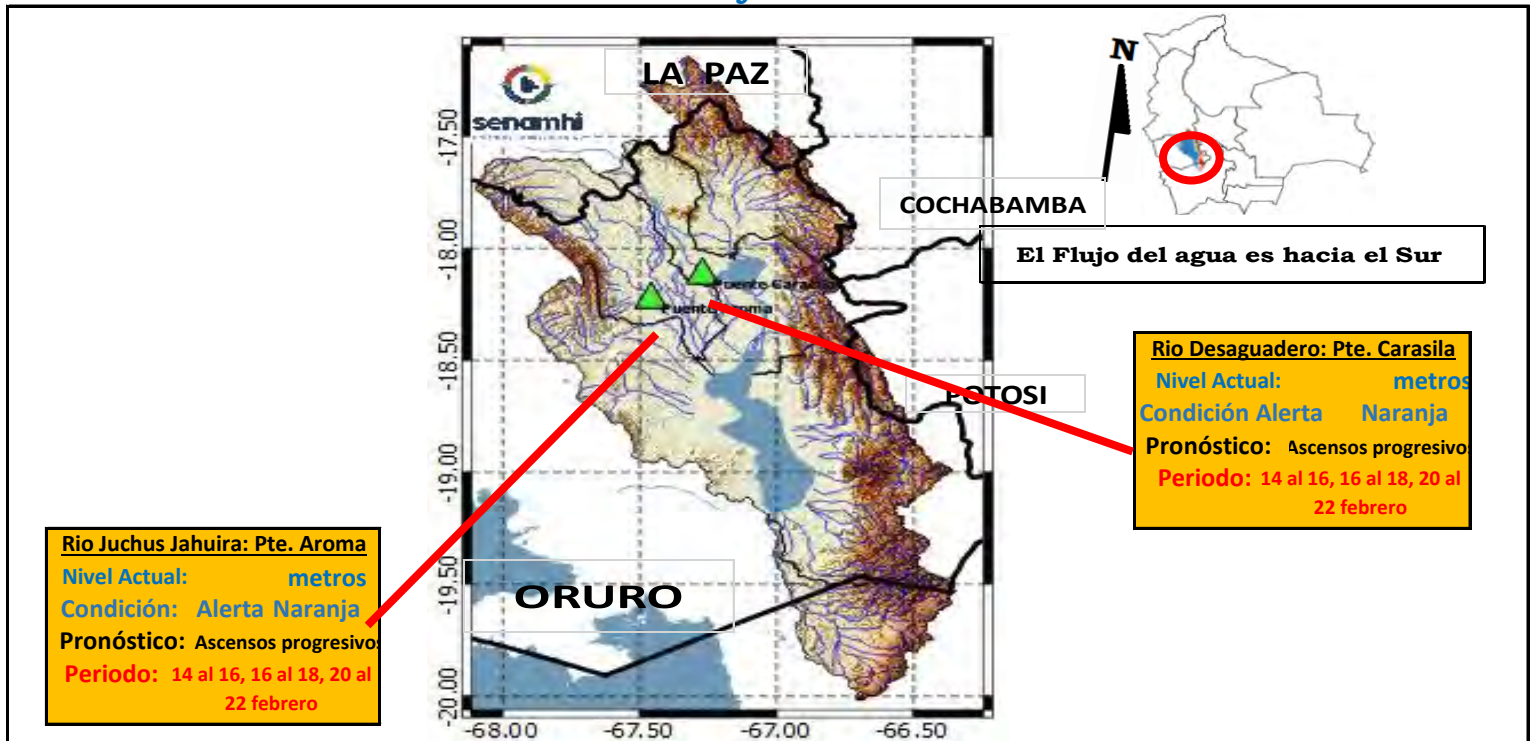 LA PAZ
N
senamhi
-17.50
COCHABAMBA
-18.00
El Flujo del agua es hacia el Sur
Puente
Puente
-18.50
Rio Desaguadero: Pte. Carasila
Nivel Actual: metros
Condición Alerta Naranja
Pronóstico: Ascensos progresivo
Periodo: 14 al 16, 16 al 18, 20 al
22 febrero
POTOSI
-19.00
Rio Juchus Jahuira: Pte. Aroma
Nivel Actual: metros
Condición: Alerta Naranja
Pronóstico: Ascensos progresivo
Periodo: 14 al 16, 16 al 18, 20 al
22 febrero
-19.50
ORURO
-20.00
-68.00 -67.50 -67.00 -66.50